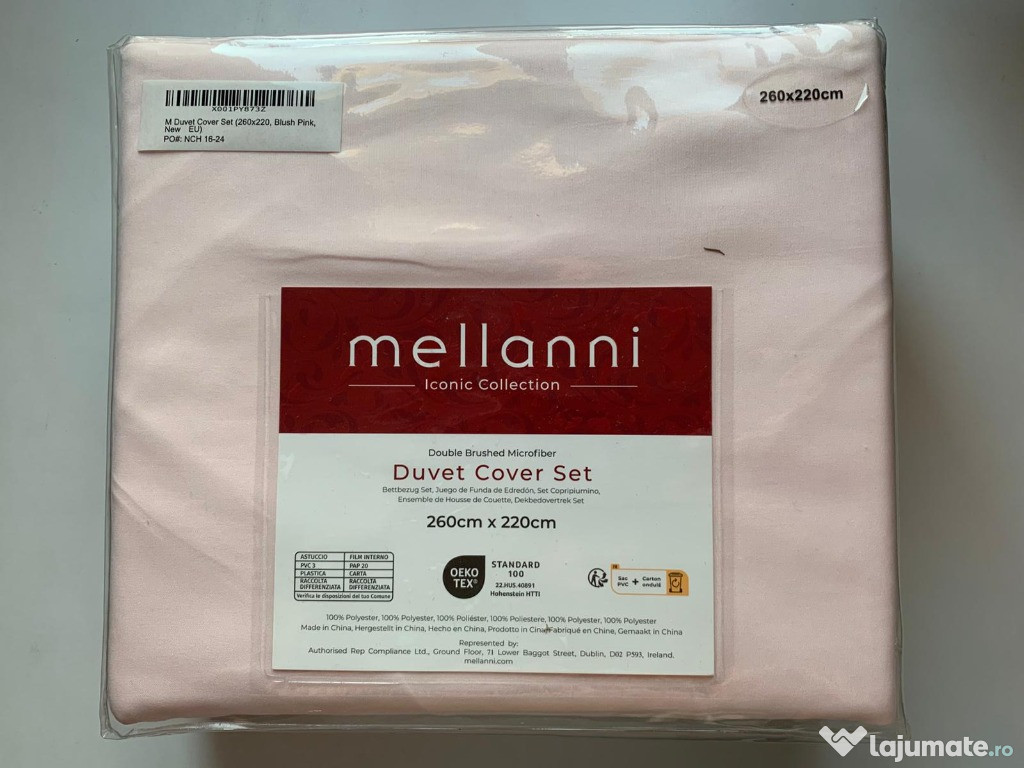 X001PY873Z
M Duvet Cover Set (260x220, Blush Pink,
New EU)
PO#: NCH 16-24
260x220cm
mellanni
Iconic Collection
Double Brushed Microfiber
Duvet Cover Set
Bettbezug Set, Juego de Funda de Edredón, Set Copripiumino,
Ensemble de Housse de Couette, Dekbedovertrek Set
260cm x 220cm
ASTUCCIO FILM INTERNO
PVC 3 PAP 20
PLASTICA CARTA
RACCOLTA DIFFERENZIATA RACCOLTA DIFFERENZIATA
Verifica le disposizioni del tuo Comune
OEKO
TEX®
STANDARD
100
22.HUS.40891
Hohenstein HTTI
FR
Sac
PVC
+
Carton
ondulé
100% Polyester, 100% Polyester, 100% Poliéster, 100% Poliestere, 100% Polyester, 100% Polyester
Made in China, Hergestellt in China, Hecho en China, Prodotto in Cina, Fabriqué en Chine, Gemaakt in China
Represented by:
Authorised Rep Compliance Ltd., Ground Floor, 71 Lower Baggot Street, Dublin, D02 P593, Ireland.
mellanni.com
lajumate.ro